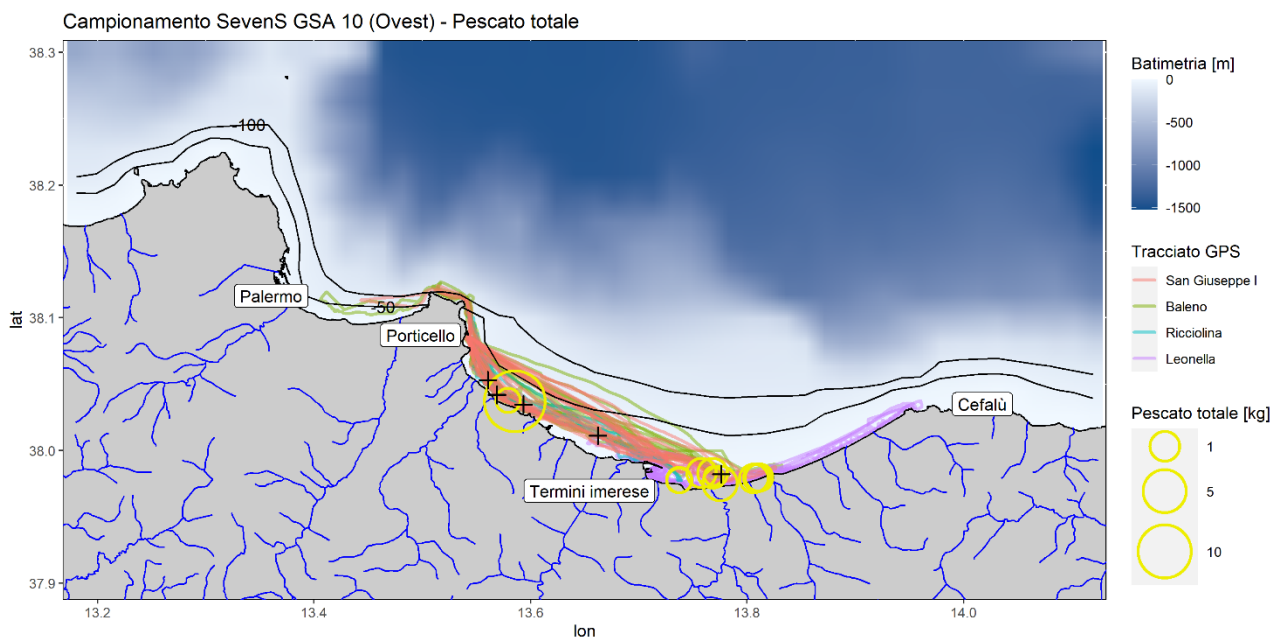 Campionamento SevenS GSA 10 (Ovest) - Pescato totale
38.3
38.2
38.1
38.0
37.9
lat
13.2
13.4
13.6
13.8
14.0
lon
-100
-50
Palermo
Porticello
Termini imerese
Cefalù
Batimetria [m]
0
-500
-1000
-1500
Tracciato GPS
San Giuseppe I
Baleno
Ricciolina
Leonella
Pescato totale [kg]
1
5
10